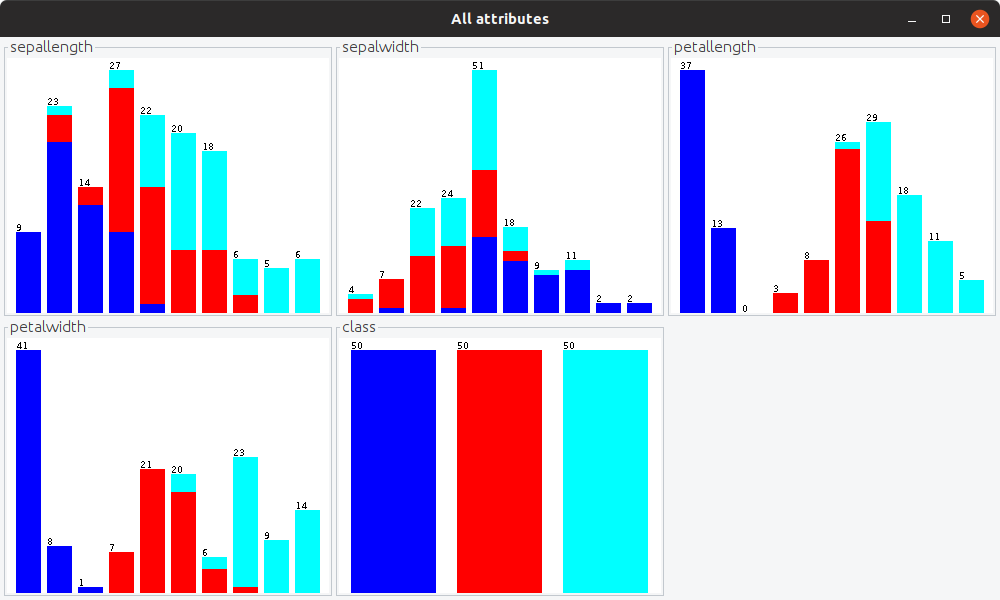 All attributes
sepallength
9 23 14 27 22 20 18 6 5 6
sepalwidth
4 7 22 24 51 18 9 11 2 2
petallength
37 13 0 3 8 26 29 18 11 5
petalwidth
41 8 1 7 21 20 6 23 9 14
class
50 50 50